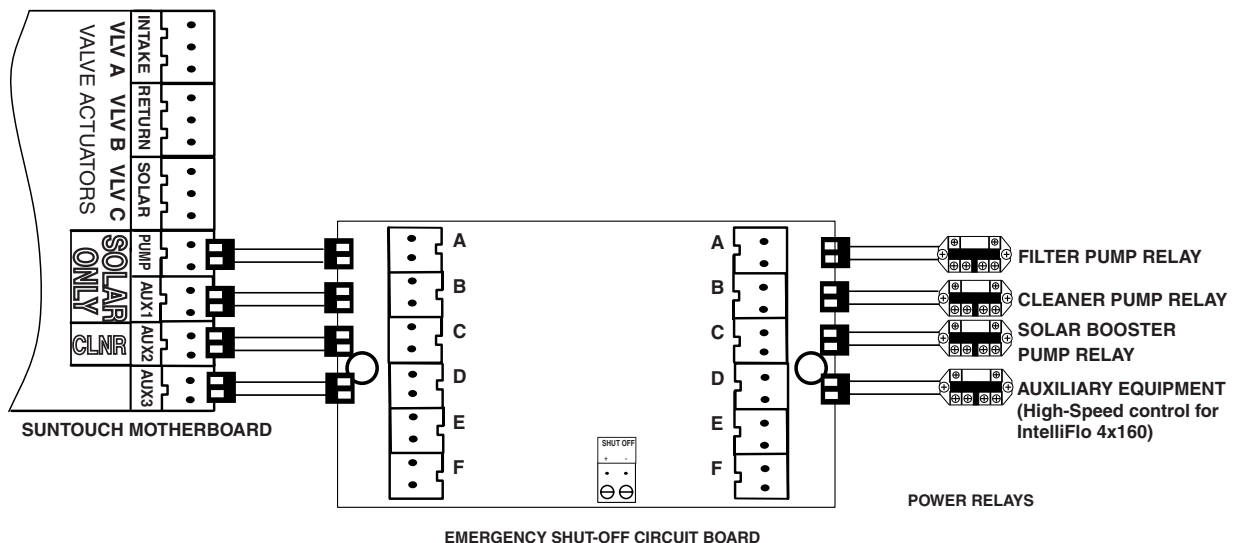 INTAKE
RETURN
SOLAR
PUMP
AUX1
AUX2
AUX3
VLV A
VLV B
VLV C
VALVE ACTUATORS
SOLAR
ONLY
CLNR
SUNTOUCH MOTHERBOARD
A
B
C
D
E
F
SHUT OFF
+ -
A
B
C
D
E
F
FILTER PUMP RELAY
CLEANER PUMP RELAY
SOLAR BOOSTER
PUMP RELAY
AUXILIARY EQUIPMENT
(High-Speed control for
IntelliFlo 4x160)
POWER RELAYS
EMERGENCY SHUT-OFF CIRCUIT BOARD